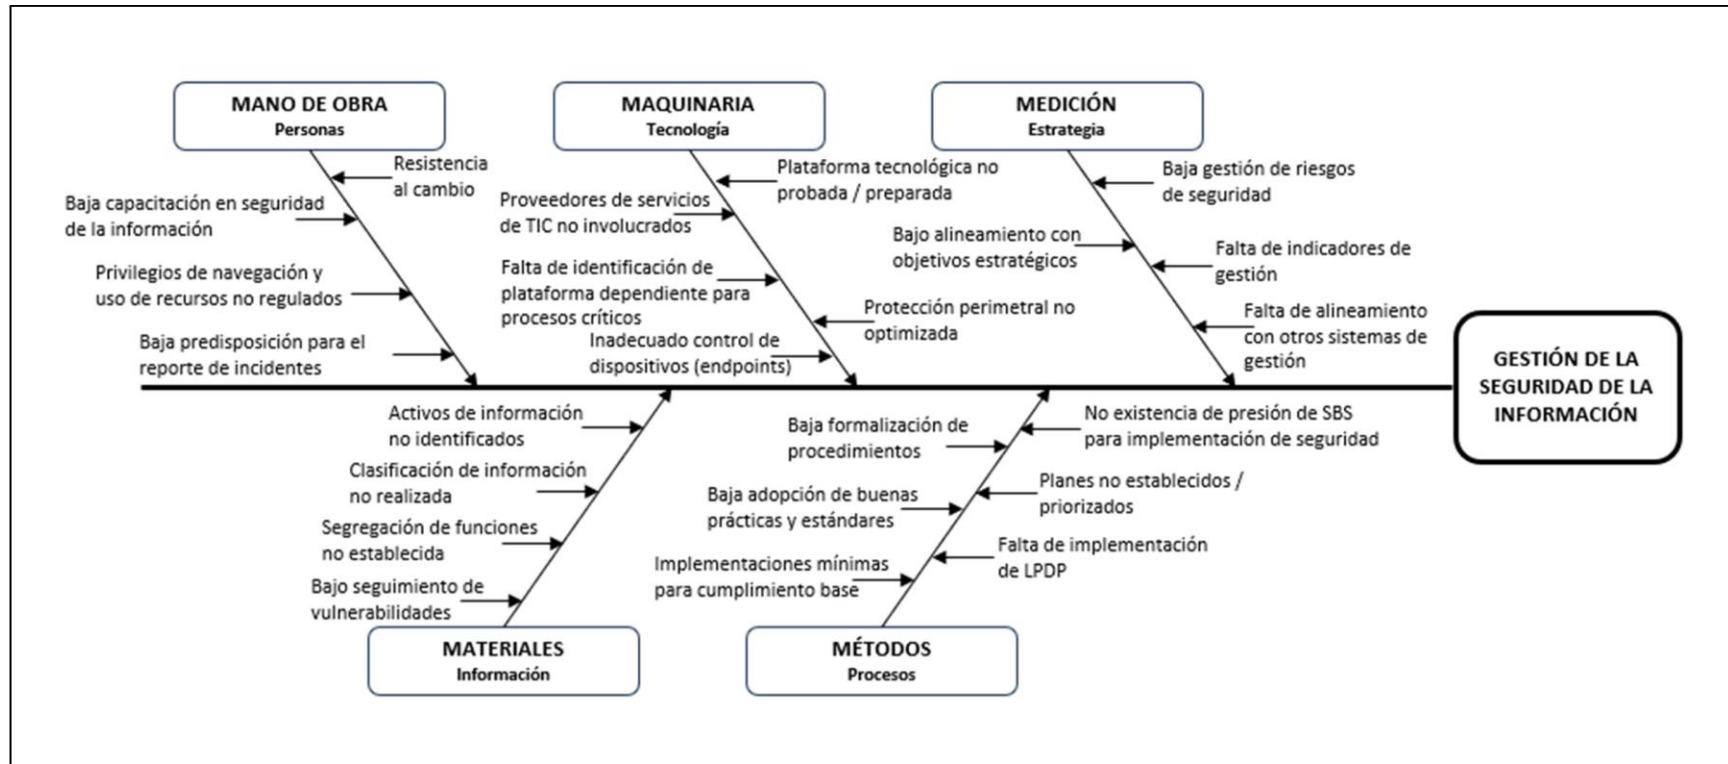 MANO DE OBRA
Personas
Resistencia
al cambio
Baja capacitación en seguridad
de la información
Privilegios de navegación y
uso de recursos no regulados
Baja predisposición para el
reporte de incidentes
MAQUINARIA
Tecnología
Plataforma tecnológica no
probada / preparada
Proveedores de servicios
de TIC no involucrados
Falta de identificación de
plataforma dependiente para
procesos críticos
Protección perimetral no
optimizada
Inadecuado control de
dispositivos (endpoints)
MEDICIÓN
Estrategia
Baja gestión de riesgos
de seguridad
Bajo alineamiento con
objetivos estratégicos
Falta de indicadores de
gestión
Falta de alineamiento
con otros sistemas de
gestión
GESTIÓN DE LA
SEGURIDAD DE LA
INFORMACIÓN
Activos de información
no identificados
Clasificación de información
no realizada
Segregación de funciones
no establecida
Bajo seguimiento de
vulnerabilidades
MATERIALES
Información
Baja formalización de
procedimientos
No existencia de presión de SBS
para implementación de seguridad
Baja adopción de buenas
prácticas y estándares
Planes no establecidos /
priorizados
Implementaciones mínimas
para cumplimiento base
Falta de implementación
de LPDP
MÉTODOS
Procesos